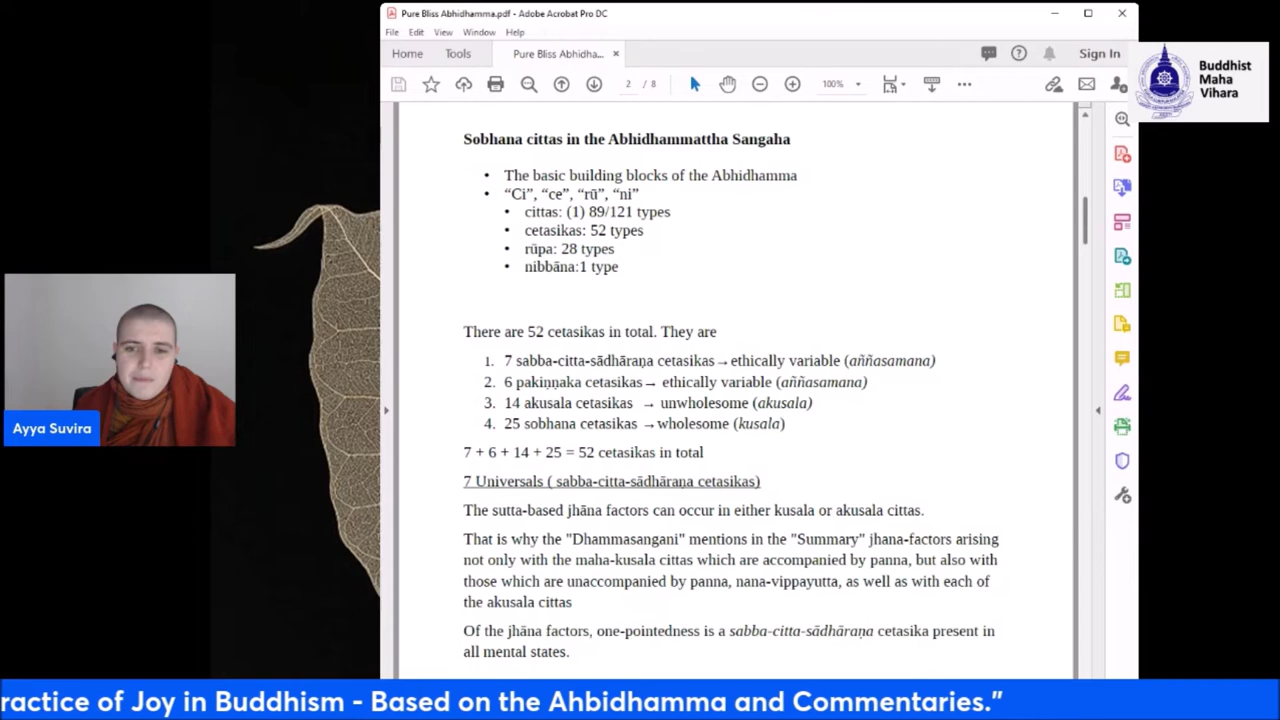 Pure Bliss Abhidhamma.pdf - Adobe Acrobat Pro DC
File Edit View Window Help
Home Tools Pure Bliss Abhidha... × Sign In
2 / 8 100%
Buddhist
Maha
Vihara
Sobhana cittas in the Abhidhammattha Sangaha
• The basic building blocks of the Abhidhamma
• “Ci”, “ce”, “rū”, “ni”
• cittas: (1) 89/121 types
• cetasikas: 52 types
• rūpa: 28 types
• nibbāna:1 type
There are 52 cetasikas in total. They are
1. 7 sabba-citta-sādhāraṇa cetasikas→ethically variable (aññasamana)
2. 6 pakiṇṇaka cetasikas→ ethically variable (aññasamana)
3. 14 akusala cetasikas → unwholesome (akusala)
4. 25 sobhana cetasikas →wholesome (kusala)
7 + 6 + 14 + 25 = 52 cetasikas in total
7 Universals ( sabba-citta-sādhāraṇa cetasikas)
The sutta-based jhāna factors can occur in either kusala or akusala cittas.
That is why the "Dhammasangani" mentions in the "Summary" jhana-factors arising
not only with the maha-kusala cittas which are accompanied by panna, but also with
those which are unaccompanied by panna, nana-vippayutta, as well as with each of
the akusala cittas
Of the jhāna factors, one-pointedness is a sabba-citta-sādhāraṇa cetasika present in
all mental states.
Ayya Suvira
ractice of Joy in Buddhism - Based on the Ahbidhamma and Commentaries.”